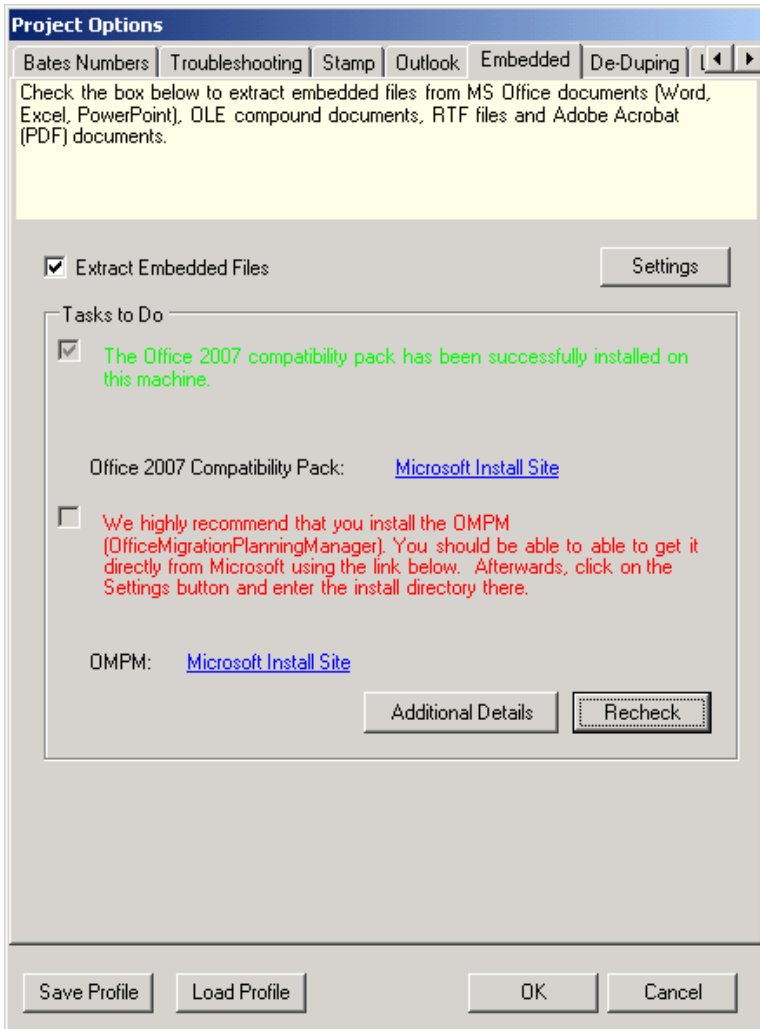 Project Options
Bates Numbers Troubleshooting Stamp Outlook Embedded De-Duping
Check the box below to extract embedded files from MS Office documents (Word,
Excel, PowerPoint), OLE compound documents, RTF files and Adobe Acrobat
(PDF) documents.
Extract Embedded Files Settings
Tasks to Do
The Office 2007 compatibility pack has been successfully installed on
this machine.
Office 2007 Compatibility Pack: Microsoft Install Site
We highly recommend that you install the OMPM
(OfficeMigrationPlanningManager). You should be able to able to get it
directly from Microsoft using the link below. Afterwards, click on the
Settings button and enter the install directory there.
OMPM: Microsoft Install Site
Additional Details Recheck
Save Profile Load Profile OK Cancel